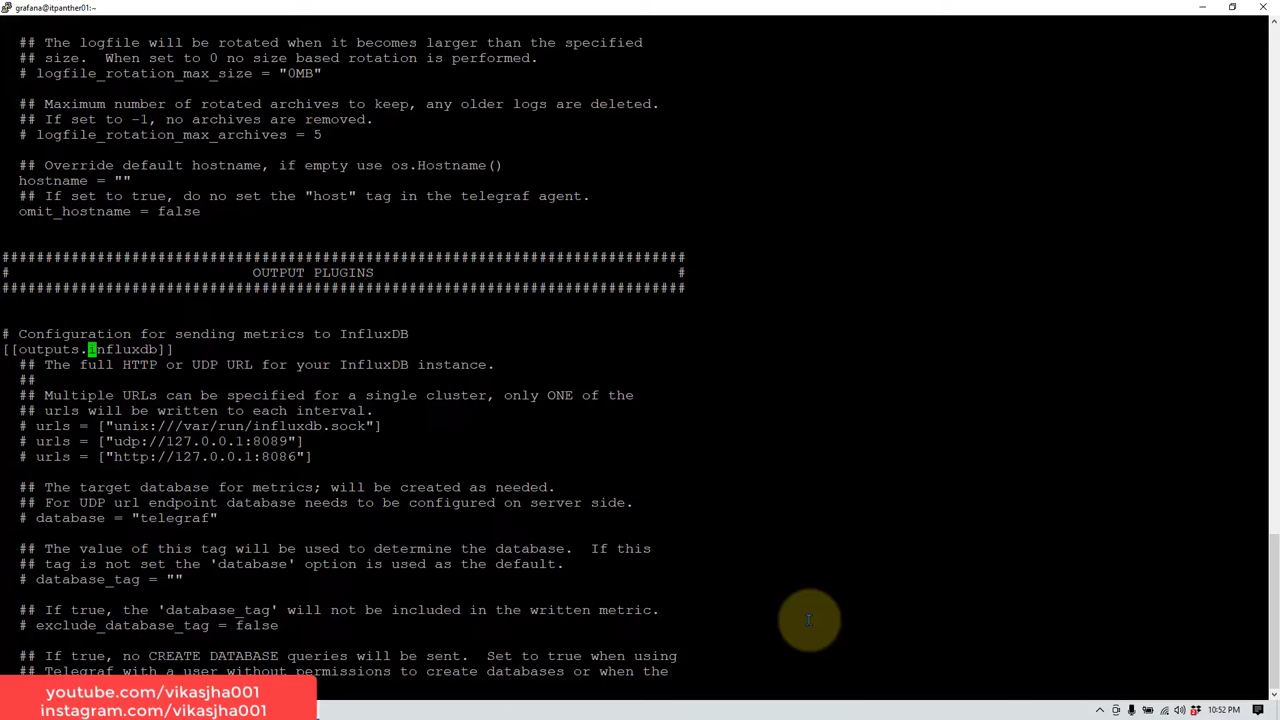 grafana@itpanther01:~
## The logfile will be rotated when it becomes larger than the specified
## size.  When set to 0 no size based rotation is performed.
# logfile_rotation_max_size = "0MB"
## Maximum number of rotated archives to keep, any older logs are deleted.
## If set to -1, no archives are removed.
# logfile_rotation_max_archives = 5
## Override default hostname, if empty use os.Hostname()
hostname = ""
## If set to true, do no set the "host" tag in the telegraf agent.
omit_hostname = false
###############################################################################
#                            OUTPUT PLUGINS                                   #
###############################################################################
# Configuration for sending metrics to InfluxDB
[[outputs.influxdb]]
## The full HTTP or UDP URL for your InfluxDB instance.
##
## Multiple URLs can be specified for a single cluster, only ONE of the
## urls will be written to each interval.
# urls = ["unix:///var/run/influxdb.sock"]
# urls = ["udp://127.0.0.1:8089"]
# urls = ["http://127.0.0.1:8086"]
## The target database for metrics; will be created as needed.
## For UDP url endpoint database needs to be configured on server side.
# database = "telegraf"
## The value of this tag will be used to determine the database.  If this
## tag is not set the 'database' option is used as the default.
# database_tag = ""
## If true, the 'database_tag' will not be included in the written metric.
# exclude_database_tag = false
## If true, no CREATE DATABASE queries will be sent.  Set to true when using
## Telegraf with a user without permissions to create databases or when the
youtube.com/vikasjha001
instagram.com/vikasjha001
10:52 PM